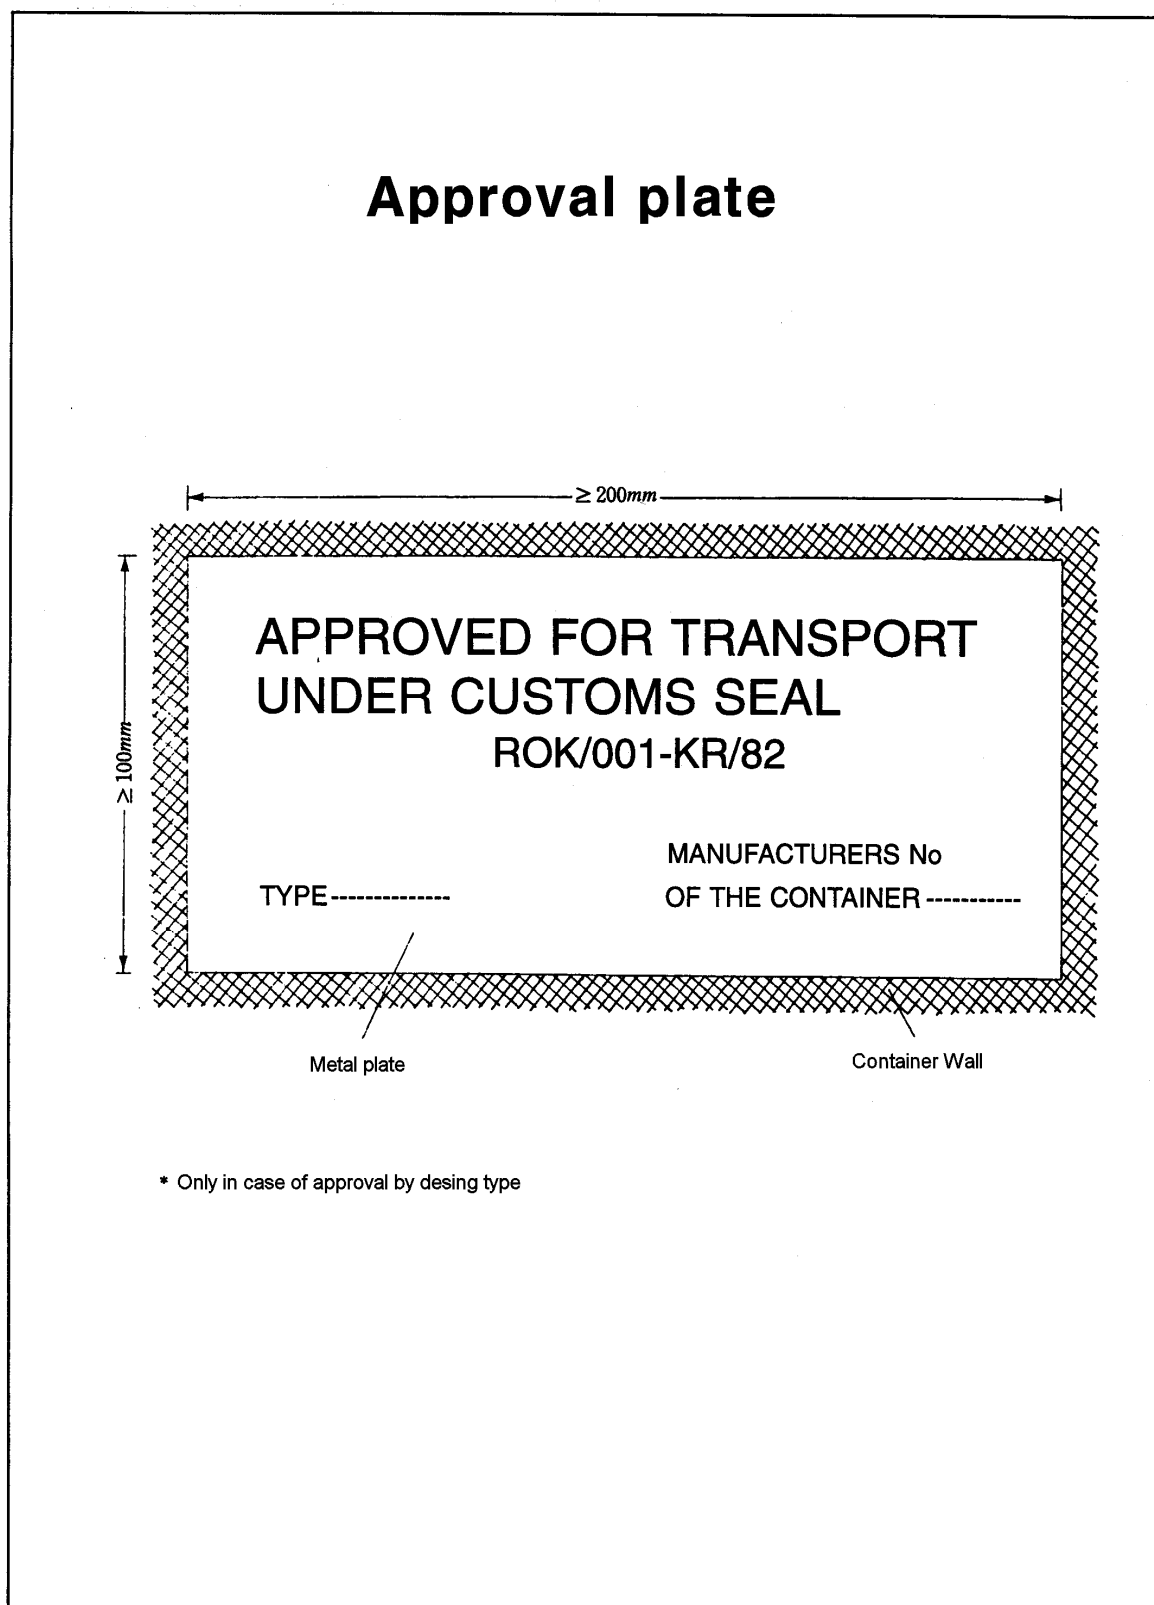 Approval plate
≥ 200mm
≥ 100mm
APPROVED FOR TRANSPORT
UNDER CUSTOMS SEAL
ROK/001-KR/82
MANUFACTURERS No
TYPE--------------
OF THE CONTAINER -----------
Metal plate
Container Wall
* Only in case of approval by desing type